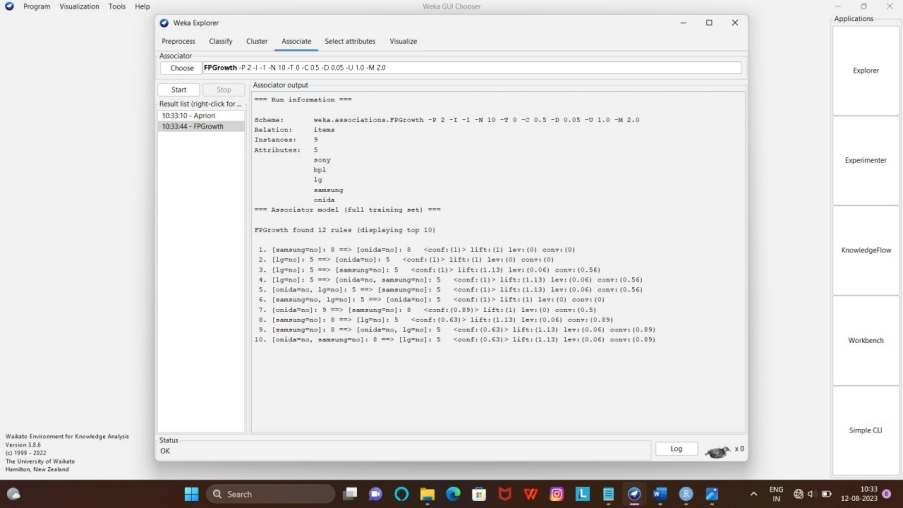 Program Visualization Tools Help
Weka GUI Chooser
Weka Explorer
Preprocess Classify Cluster Associate Select attributes Visualize
Associator
Choose FPGrowth -P 2 -I -1 -N 10 -T 0 -C 0.5 -D 0.05 -U 1.0 -M 2.0
Start Stop
Result list (right-click for ...
10:33:10 - Apriori
10:33:44 - FPGrowth
Associator output
=== Run information ===
Scheme: weka.associations.FPGrowth -P 2 -I -1 -N 10 -T 0 -C 0.5 -D 0.05 -U 1.0 -M 2.0
Relation: items
Instances: 9
Attributes: 5
sony
bpl
lg
samsung
onida
=== Associator model (full training set) ===
FPGrowth found 12 rules (displaying top 10)
1. [samsung=no]: 8 ==> [onida=no]: 8 <conf:(1)> lift:(1) lev:(0) conv:(0)
2. [lg=no]: 5 ==> [onida=no]: 5 <conf:(1)> lift:(1) lev:(0) conv:(0)
3. [lg=no]: 5 ==> [samsung=no]: 5 <conf:(1)> lift:(1.13) lev:(0.06) conv:(0.56)
4. [lg=no]: 5 ==> [onida=no, samsung=no]: 5 <conf:(1)> lift:(1.13) lev:(0.06) conv:(0.56)
5. [onida=no, lg=no]: 5 ==> [samsung=no]: 5 <conf:(1)> lift:(1.13) lev:(0.06) conv:(0.56)
6. [samsung=no, lg=no]: 5 ==> [onida=no]: 5 <conf:(1)> lift:(1) lev:(0) conv:(0)
7. [onida=no]: 9 ==> [samsung=no]: 8 <conf:(0.89)> lift:(1) lev:(0) conv:(0.5)
8. [samsung=no]: 8 ==> [lg=no]: 5 <conf:(0.63)> lift:(1.13) lev:(0.06) conv:(0.89)
9. [samsung=no]: 8 ==> [onida=no, lg=no]: 5 <conf:(0.63)> lift:(1.13) lev:(0.06) conv:(0.89)
10. [onida=no, samsung=no]: 8 ==> [lg=no]: 5 <conf:(0.63)> lift:(1.13) lev:(0.06) conv:(0.89)
Status
OK
Log x 0
Applications
Explorer
Experimenter
KnowledgeFlow
Workbench
Simple CLI
Waikato Environment for Knowledge Analysis
Version 3.8.6
(c) 1999 - 2022
The University of Waikato
Hamilton, New Zealand
Search
ENG
IN
10:33
12-08-2023